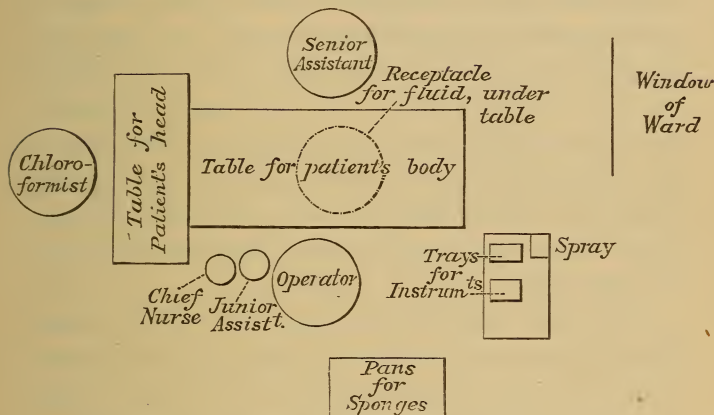 Senior
Assistant
Receptacle
for fluid, under
table
Window
of
Ward
Table for
Patient's head
Chloro-
formist
Table for patient's body
Trays
for
Instrum.ts
Spray
Operator
Chief
Nurse
Junior
Assistt.
Pans
for
Sponges